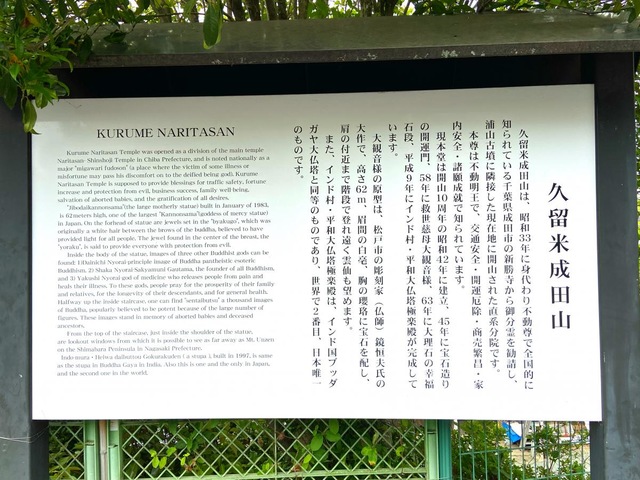 KURUME NARITASAN
Kurume Naritasan Temple was opened as a division of the main temple
Naritasan-Shinshoji Temple in Chiba Prefecture, and is noted nationally as a
major "migawari fudoson" (a place where the victim of some illness or
misfortune may pass his discomfort on to the deified being god). Kurume
Naritasan Temple is supposed to provide blessings for traffic safety, fortune
increase and protection from evil, business success, family well being,
salvation of aborted babies, and the gratification of all desires.
"Jibodaikannonsama"(the large motherly statue) built in January of 1983,
is 62meters high, one of the largest "Kannonsama"(goddess of mercy statue)
in Japan. On the forhead of statue are jewels set in the "byakugo", which was
originally a white hair between the brows of the buddha, believed to have
provided light for all people. The jewel found in the center of the breast, the
"yoraku", is said to provide everyone with protection from evil.
Inside the body of the statue, images of three other Buddhist gods can be
found: 1)Dainichi Nyorai-principle image of Buddha pantheistic esoteric
Buddhism, 2) Shaka Nyorai-Sakyamuni Gautama, the founder of all Buddhism,
and 3) Yakushi Nyorai-god of medicine who releases people from pain and
heals their illness. To these gods, people pray for the prosperity of their family
and relatives, for the longevity of their descendants, and for general health.
Halfway up the inside staircase, one can find "sentaibutsu" a thousand images
of Buddha, popularly believed to be potent because of the large number of
figures. These images stand in memory of aborted babies and deceased
ancestors.
From the top of the staircase, just inside the shoulder of the statue,
are lookout windows from which it is possible to see as far away as Mt. Unzen
on the Shimabara Peninsula in Nagasaki Prefecture.
Indo-mura・Heiwa daibuttou Gokurakuden ( a stupa ), built in 1997, is same
as the stupa in Buddha Gaya in India. Also this is one and the only in Japan,
and the second one in the world.
久留米成田山
久留米成田山は、昭和33年に身代わり不動尊で全国的に
知られている千葉県成田市の新勝寺から御分霊を勧請し、
浦山古墳に隣接した現在地に開山された直系分院です。
本尊は不動明王で、交通安全・開運厄除・商売繁昌・家
内安全・諸願成就で知られています。
現本堂は開山10周年の昭和42年に建立、45年に宝石造り
の開運門、58年に救世慈母大観音様、63年に大理石の幸福
石段、平成9年にインド村・平和大仏塔極楽殿が完成して
います。
大観音様の原型は、松戸市の彫刻家（仏師）鏡恒夫氏の
大作で、高さ62m、眉間の白亳、胸の瓔珞に宝石を配し、
肩の付近まで階段で登れ遠く雲仙も望めます。
また、インド村・平和大仏塔極楽殿は、インド国ブッダ
ガヤ大仏塔と同等のものであり、世界で2番目、日本唯一
のものです。